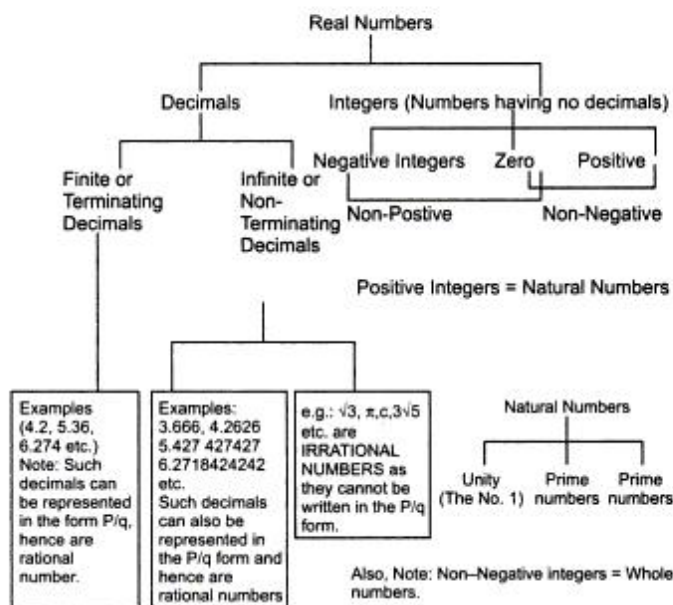 Real Numbers
Decimals
Integers (Numbers having no decimals)
Negative Integers
Zero
Positive
Non-Postive
Non-Negative
Finite or
Terminating
Decimals
Infinite or
Non-
Terminating
Decimals
Positive Integers = Natural Numbers
Examples
(4.2, 5.36,
6.274 etc.)
Note: Such
decimals can
be represented
in the form P/q,
hence are
rational
number.
Examples:
3.666, 4.2626
5.427 427427
6.2718424242
etc.
Such decimals
can also be
represented in
the P/q form and
hence are
rational numbers
e.g.: √3, π,c,3√5
etc. are
IRRATIONAL
NUMBERS as
they cannot be
written in the P/q
form.
Natural Numbers
Unity
(The No. 1)
Prime
numbers
Prime
numbers
Also, Note: Non–Negative integers = Whole
numbers.